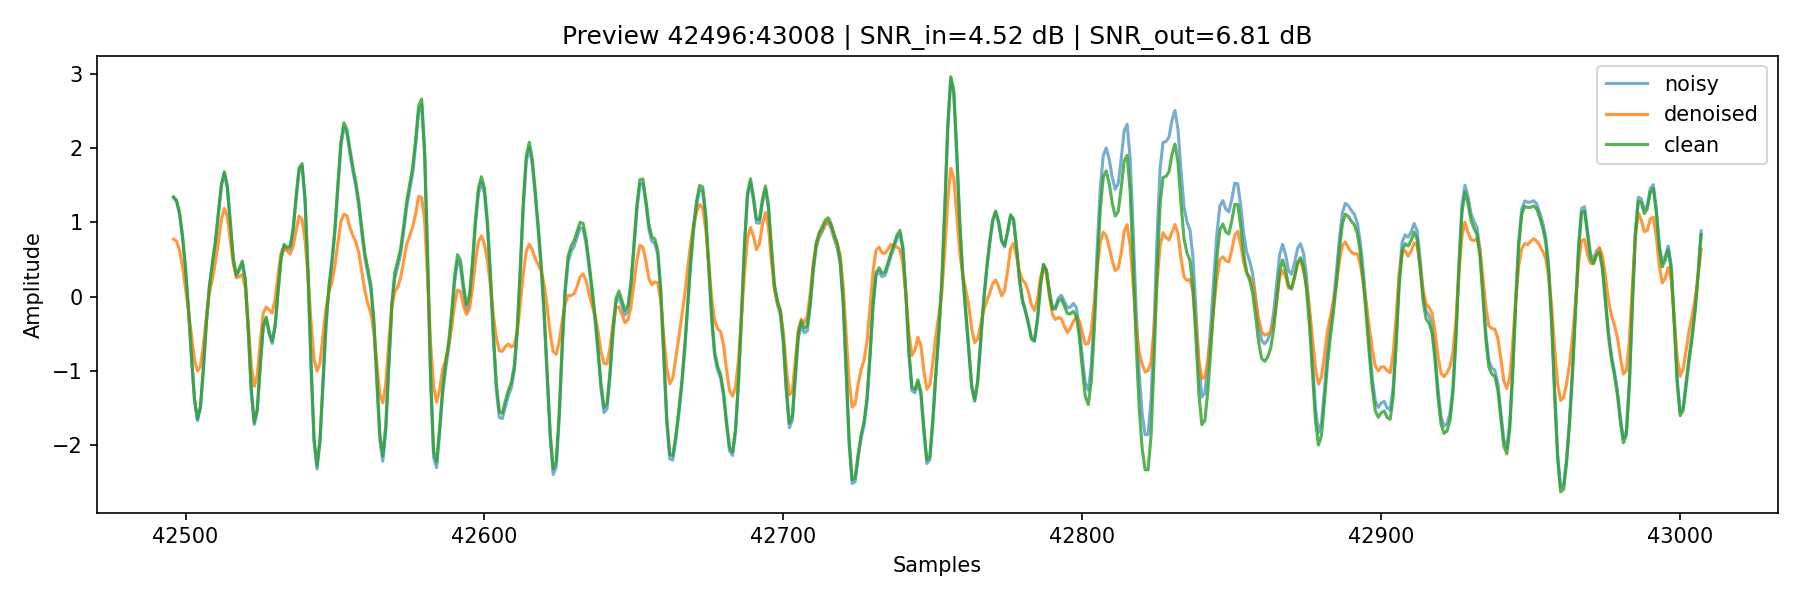 Preview 42496:43008 | SNR_in=4.52 dB | SNR_out=6.81 dB
noisy
denoised
clean
Amplitude
3
2
1
0
−1
−2
42500 42600 42700 42800 42900 43000
Samples